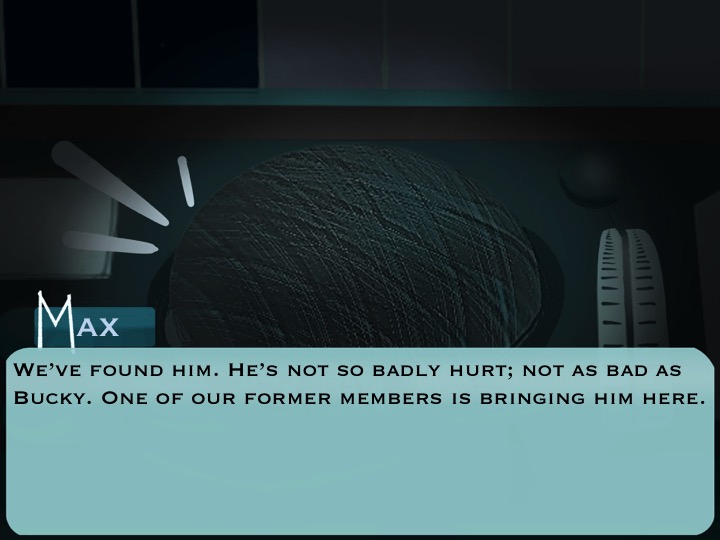 Max
We've found him. He's not so badly hurt; not as bad as
Bucky. One of our former members is bringing him here.